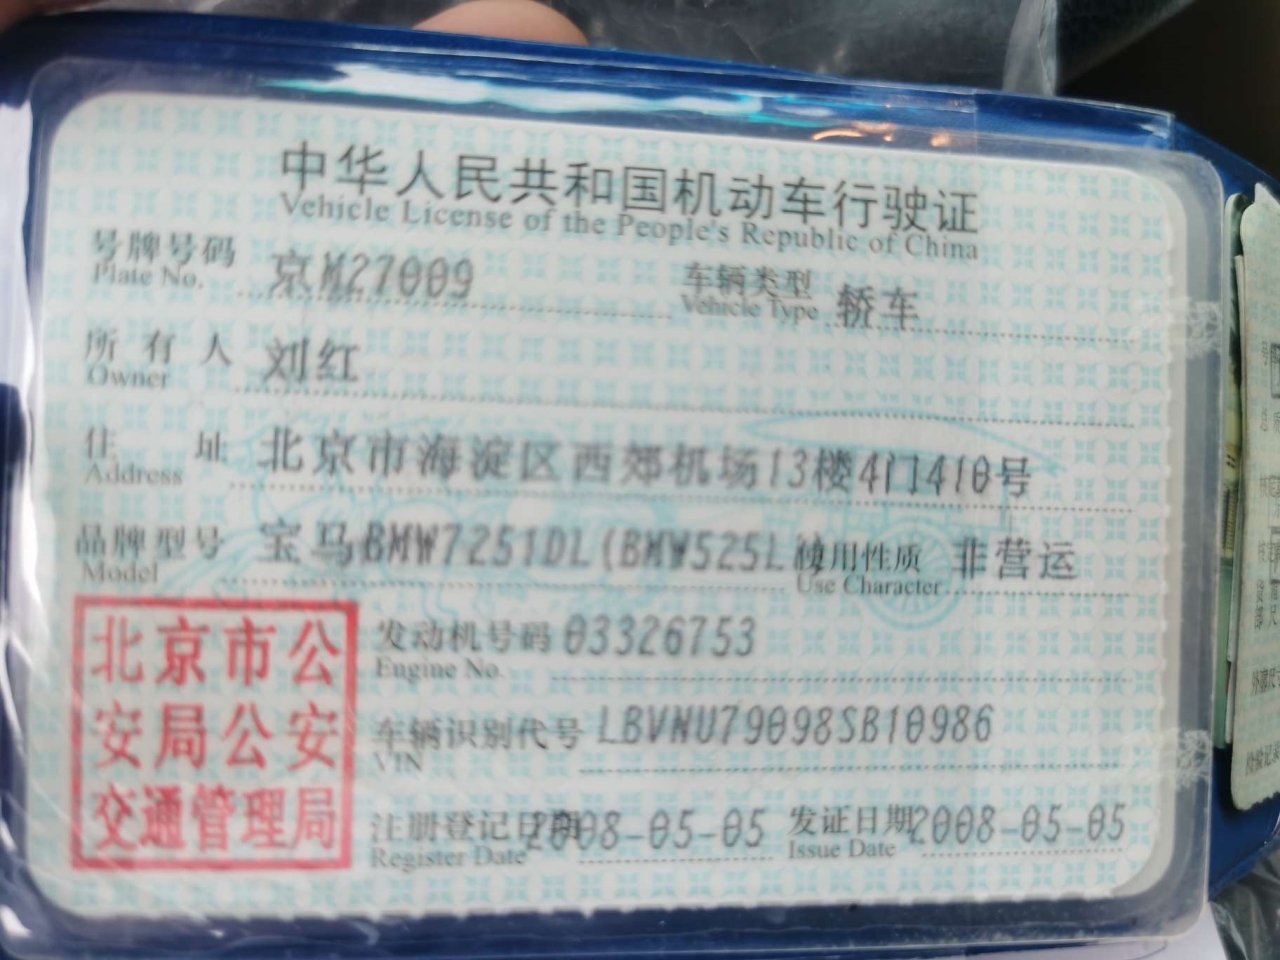 中华人民共和国机动车行驶证
Vehicle License of the People's Republic of China
号牌号码 京M27009 车辆类型 轿车
Plate No. Vehicle Type
所有人 刘红
Owner
住址 北京市海淀区西郊机场13楼4门410号
Address
品牌型号 宝马BMW7251DL(BMW525L 使用性质 非营运
Model Use Character
北京市公
安局公安
交通管理局
发动机号码 03326753
Engine No.
车辆识别代号 LBVNU79098SB10986
VIN
注册登记日期 2008-05-05 发证日期 2008-05-05
Register Date Issue Date